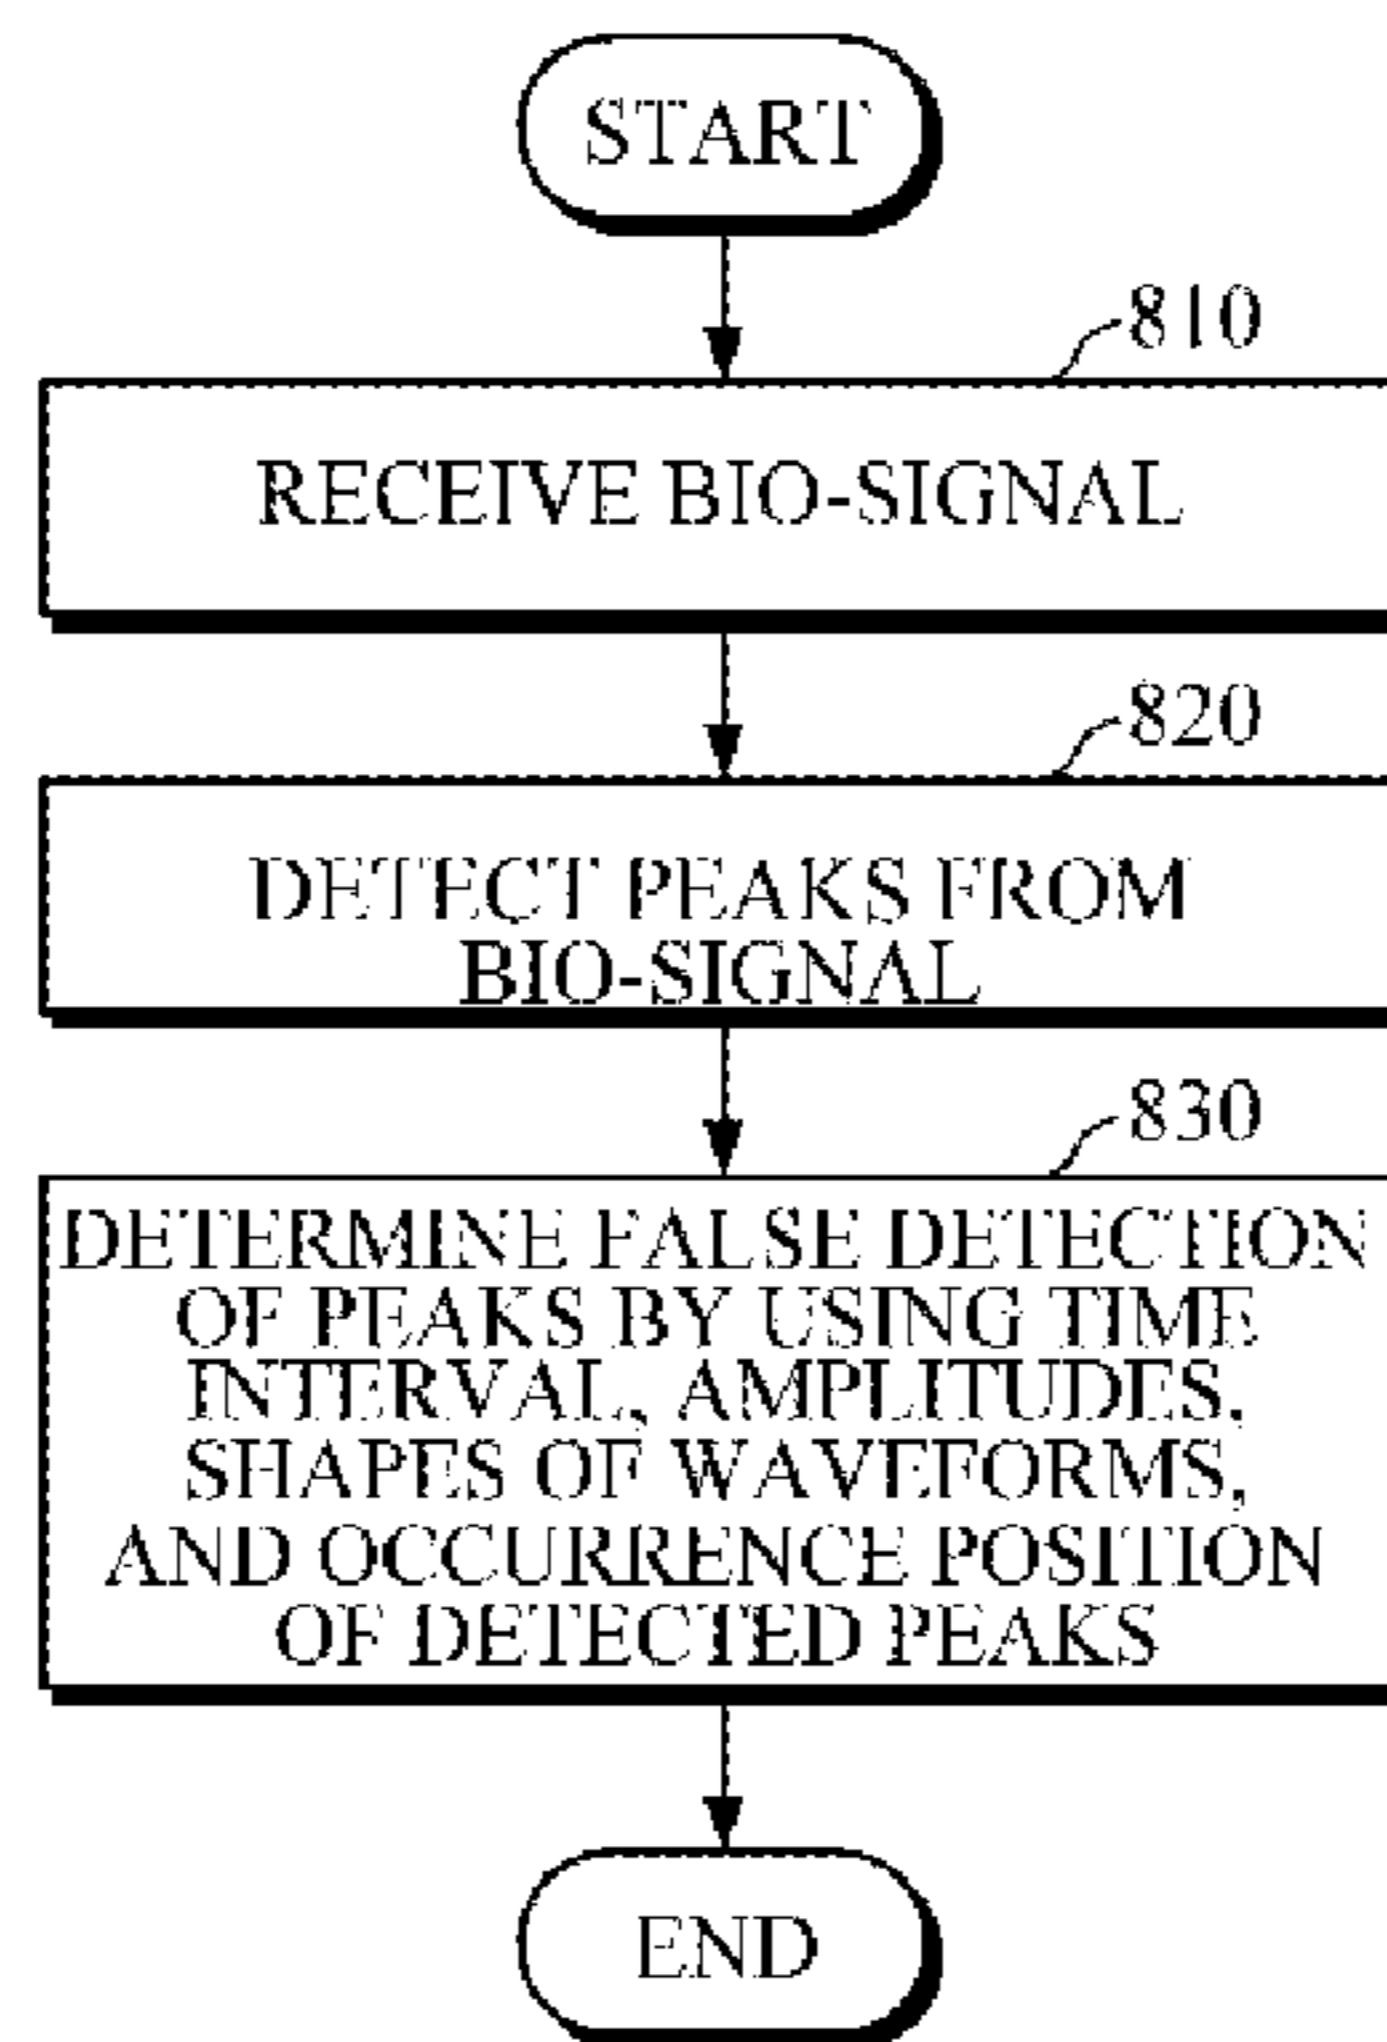 START
810
RECEIVE BIO-SIGNAL
820
DETECT PEAKS FROM
BIO-SIGNAL
830
DETERMINE FALSE DETECTION
OF PEAKS BY USING TIME
INTERVAL, AMPLITUDES,
SHAPES OF WAVEFORMS,
AND OCCURRENCE POSITION
OF DETECTED PEAKS
END